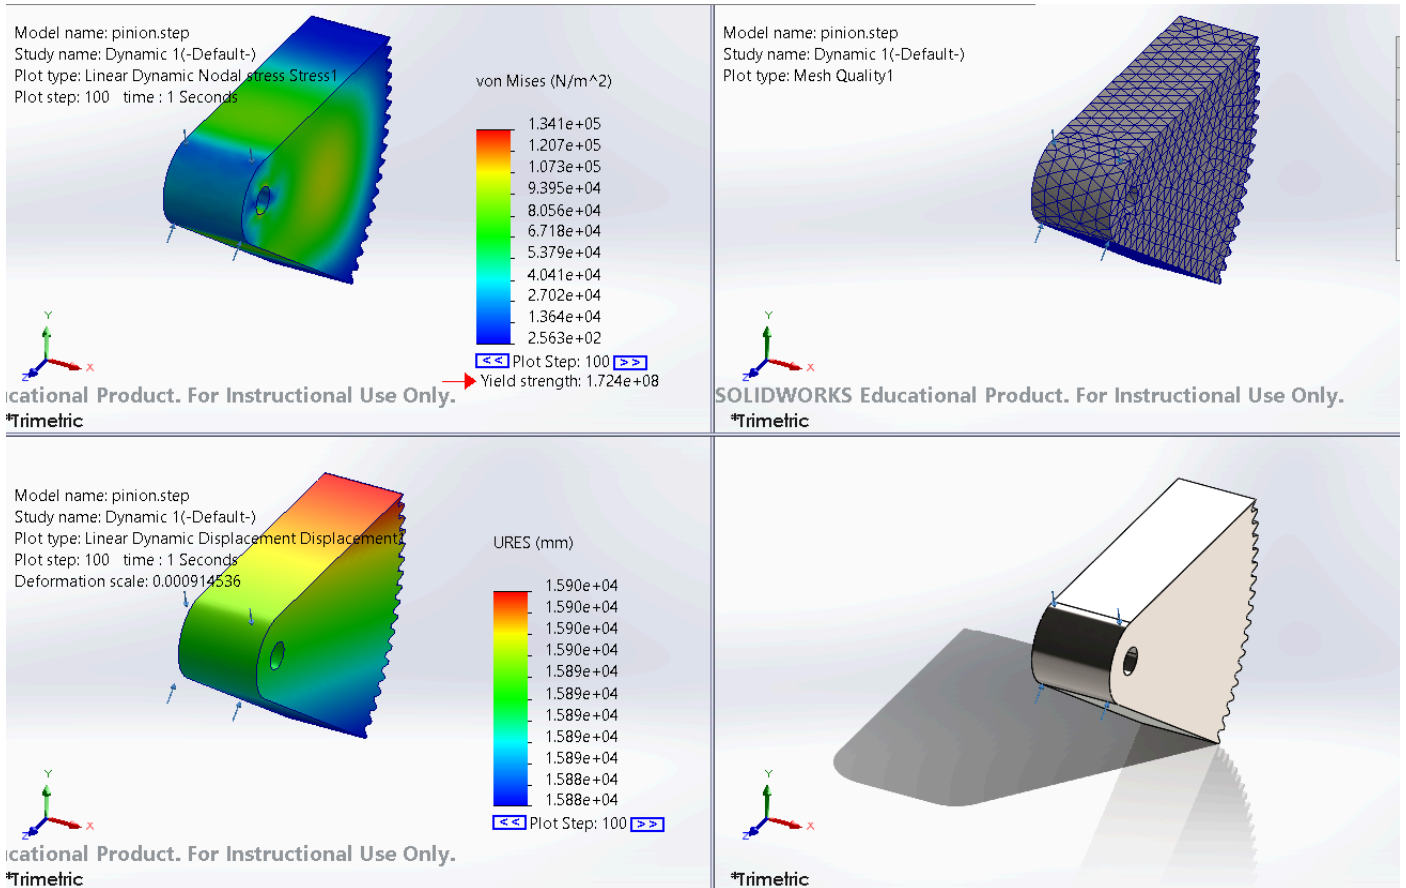 Model name: pinion.step
Study name: Dynamic 1(-Default-)
Plot type: Linear Dynamic Nodal stress Stress1
Plot step: 100 time : 1 Seconds
von Mises (N/m^2)
1.341e+05
1.207e+05
1.073e+05
9.395e+04
8.056e+04
6.718e+04
5.379e+04
4.041e+04
2.702e+04
1.364e+04
2.563e+02
<< Plot Step: 100 >>
Yield strength: 1.724e+08
Y
X
Z
cational Product. For Instructional Use Only.
*Trimetric
Model name: pinion.step
Study name: Dynamic 1(-Default-)
Plot type: Mesh Quality1
Y
X
Z
SOLIDWORKS Educational Product. For Instructional Use Only.
*Trimetric
Model name: pinion.step
Study name: Dynamic 1(-Default-)
Plot type: Linear Dynamic Displacement Displacement1
Plot step: 100 time : 1 Seconds
Deformation scale: 0.000914536
URES (mm)
1.590e+04
1.590e+04
1.590e+04
1.590e+04
1.589e+04
1.589e+04
1.589e+04
1.589e+04
1.589e+04
1.588e+04
1.588e+04
<< Plot Step: 100 >>
Y
X
Z
cational Product. For Instructional Use Only.
*Trimetric
Y
X
Z
*Trimetric